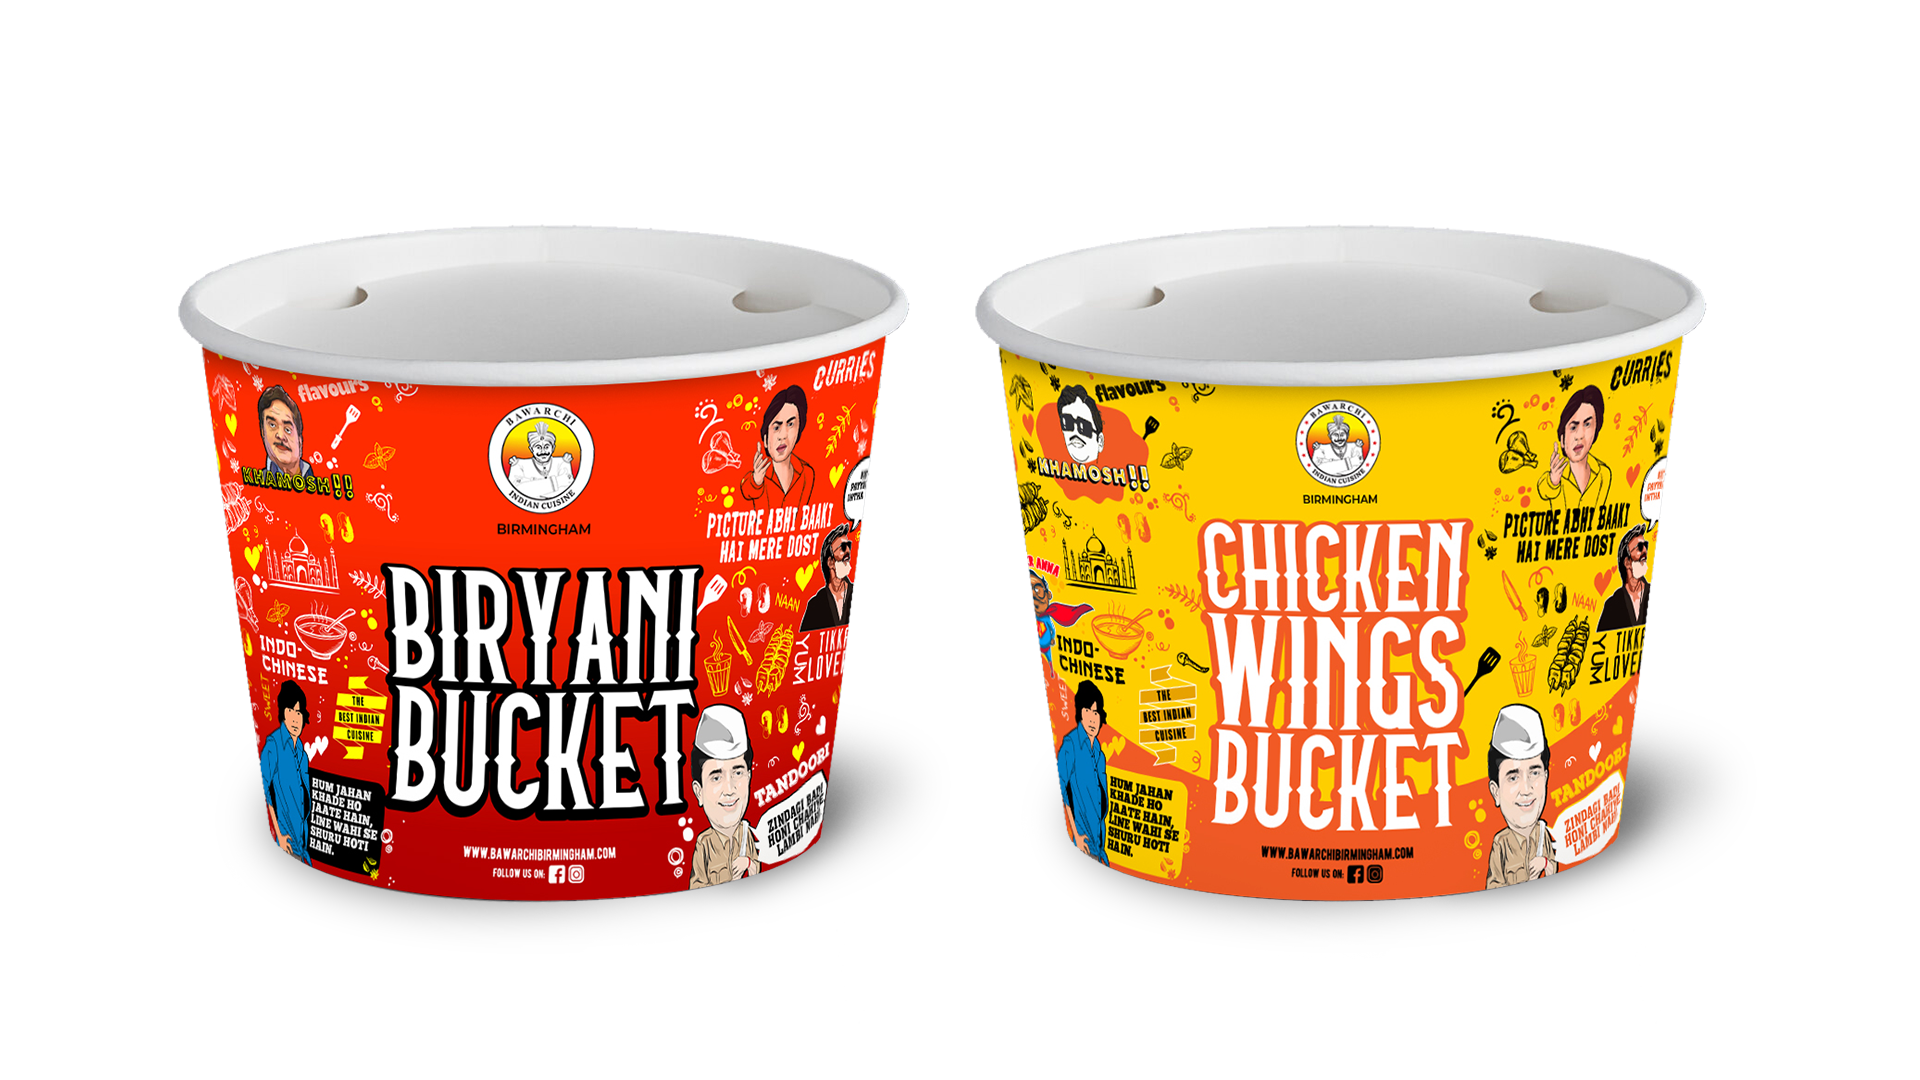 flavours
CURRIES
BAWARCHI
INDIAN CUISINE
BIRMINGHAM
KHAMOSH!!
PICTURE ABHI BAAKI
HAI MERE DOST
BIRYANI
BUCKET
NAAN
INDO-
CHINESE
YUM
LOVER
SWEET
THE
BEST INDIAN
CUISINE
TANDOORI
HUM JAHAN
KHADE HO
JAATE HAIN,
LINE WAHI SE
SHURU HOTI
HAIN.
ZINDAGI BADI
HONI CHAHIYE
LAMBI NAHI
WWW.BAWARCHIBIRMINGHAM.COM
FOLLOW US ON:
flavours
CURRIES
BAWARCHI
INDIAN CUISINE
BIRMINGHAM
KHAMOSH!!
PICTURE ABHI BAAKI
HAI MERE DOST
CHICKEN
WINGS
BUCKET
ANNA
NAAN
INDO-
CHINESE
YUM
LOVER
SWEET
THE
BEST INDIAN
CUISINE
TANDOORI
HUM JAHAN
KHADE HO
JAATE HAIN,
LINE WAHI SE
SHURU HOTI
HAIN.
ZINDAGI BADI
HONI CHAHIYE
LAMBI NAHI
WWW.BAWARCHIBIRMINGHAM.COM
FOLLOW US ON: